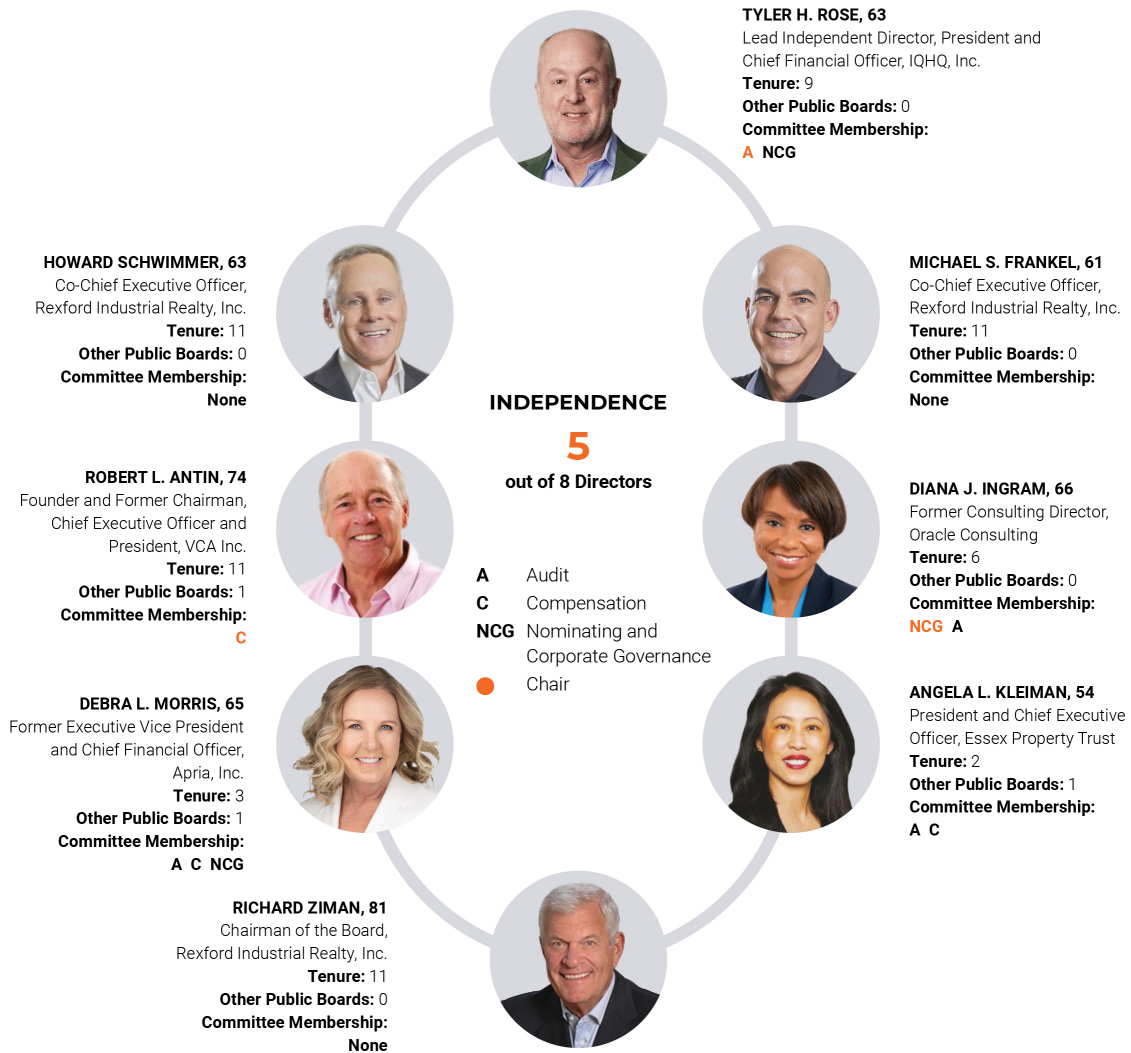 TYLER H. ROSE, 63
Lead Independent Director, President and
Chief Financial Officer, IQHQ, Inc.
Tenure: 9
Other Public Boards: 0
Committee Membership:
A NCG
HOWARD SCHWIMMER, 63
Co-Chief Executive Officer,
Rexford Industrial Realty, Inc.
Tenure: 11
Other Public Boards: 0
Committee Membership:
None
MICHAEL S. FRANKEL, 61
Co-Chief Executive Officer,
Rexford Industrial Realty, Inc.
Tenure: 11
Other Public Boards: 0
Committee Membership:
None
INDEPENDENCE
5
out of 8 Directors
ROBERT L. ANTIN, 74
Founder and Former Chairman,
Chief Executive Officer and
President, VCA Inc.
Tenure: 11
Other Public Boards: 1
Committee Membership:
C
DIANA J. INGRAM, 66
Former Consulting Director,
Oracle Consulting
Tenure: 6
Other Public Boards: 0
Committee Membership:
NCG A
A Audit
C Compensation
NCG Nominating and
Corporate Governance
Chair
DEBRA L. MORRIS, 65
Former Executive Vice President
and Chief Financial Officer,
Apria, Inc.
Tenure: 3
Other Public Boards: 1
Committee Membership:
A C NCG
ANGELA L. KLEIMAN, 54
President and Chief Executive
Officer, Essex Property Trust
Tenure: 2
Other Public Boards: 1
Committee Membership:
A C
RICHARD ZIMAN, 81
Chairman of the Board,
Rexford Industrial Realty, Inc.
Tenure: 11
Other Public Boards: 0
Committee Membership:
None